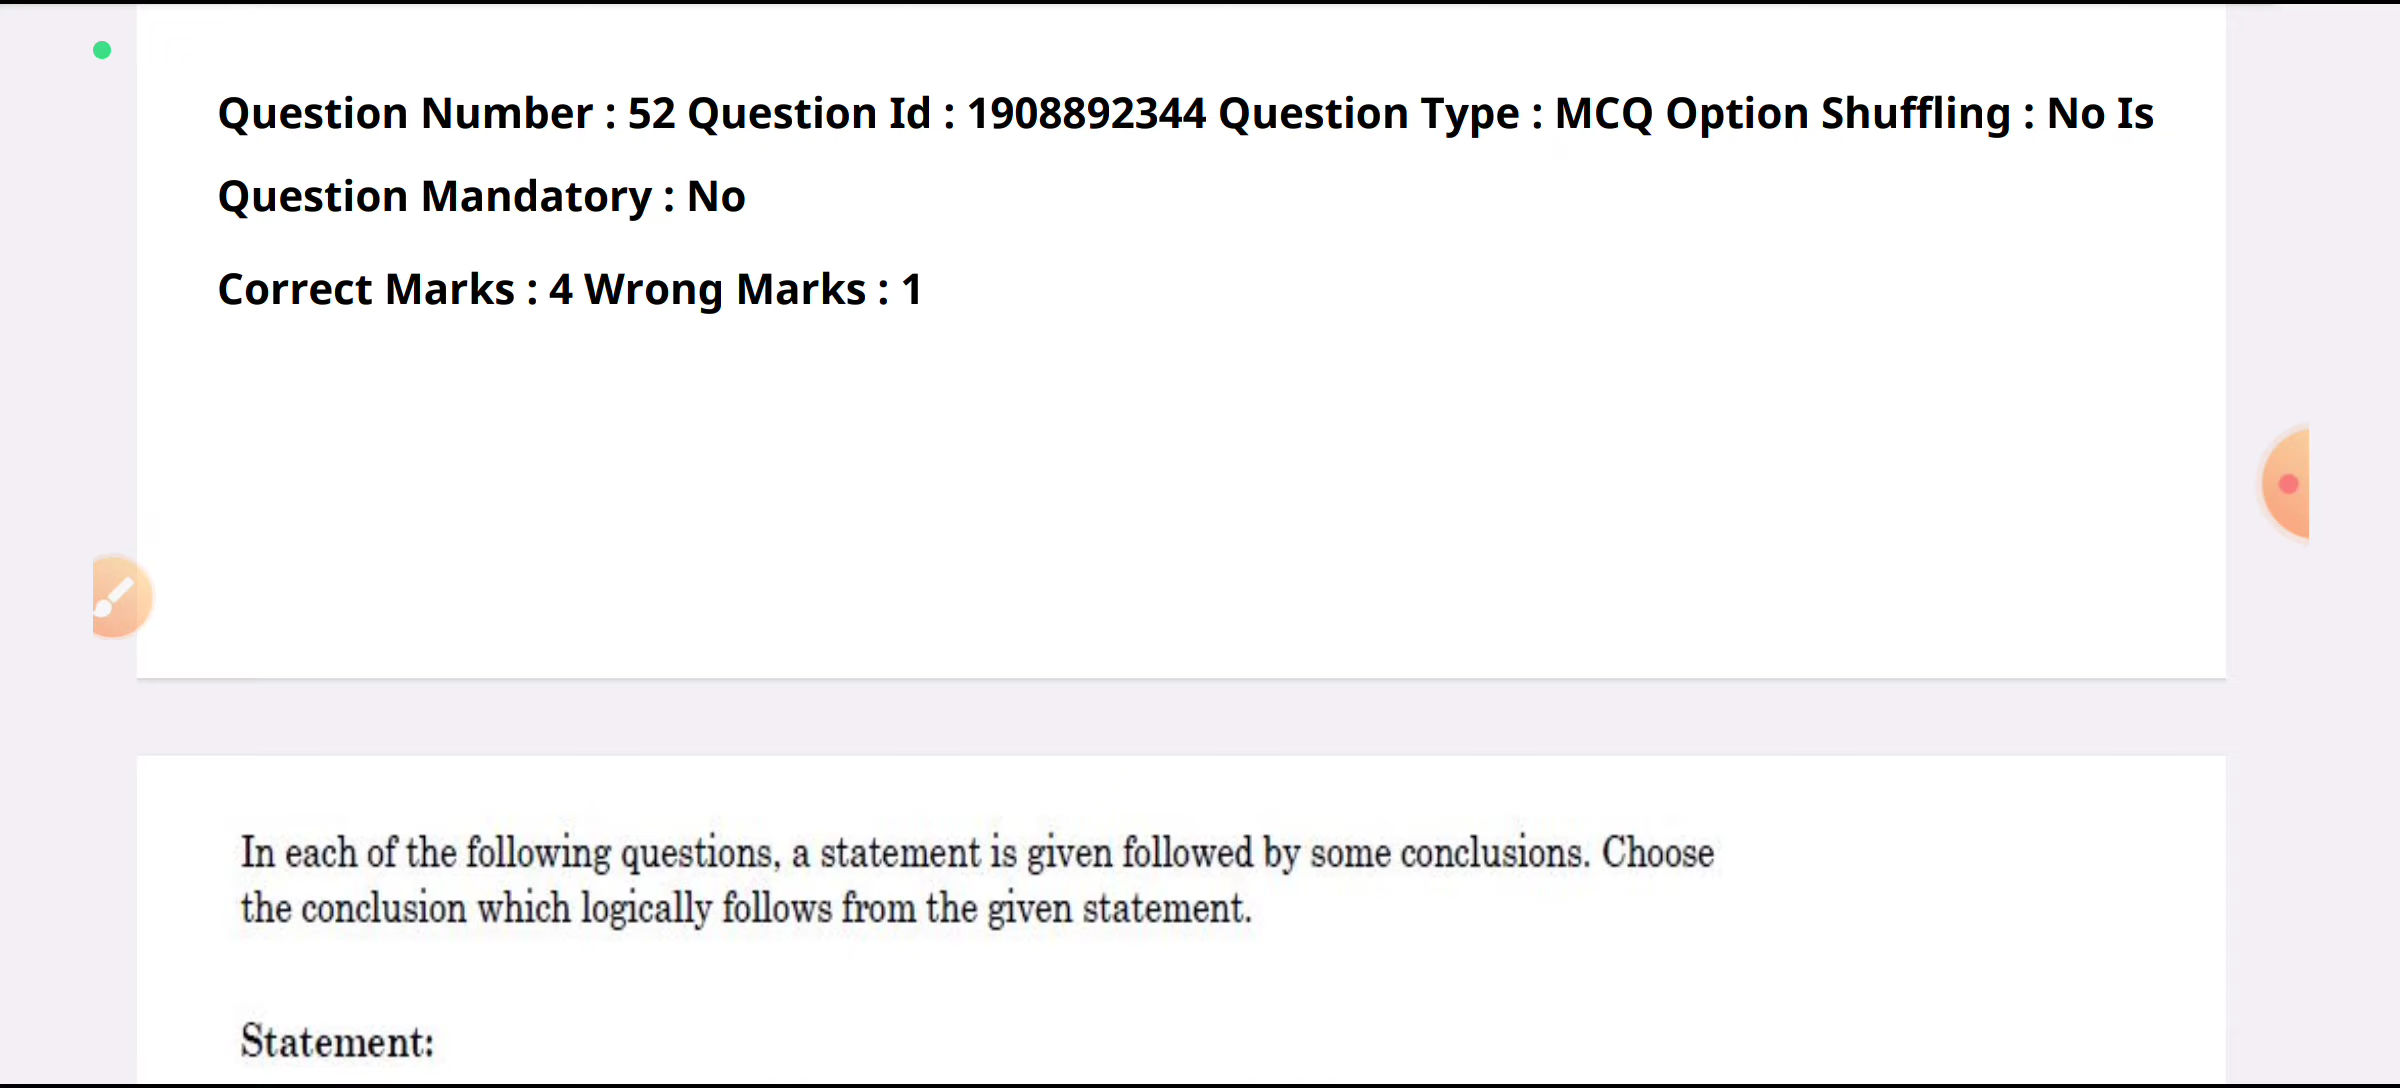 Question Number : 52 Question Id : 1908892344 Question Type : MCQ Option Shuffling : No Is
Question Mandatory : No
Correct Marks : 4 Wrong Marks : 1
In each of the following questions, a statement is given followed by some conclusions. Choose
the conclusion which logically follows from the given statement.
Statement: